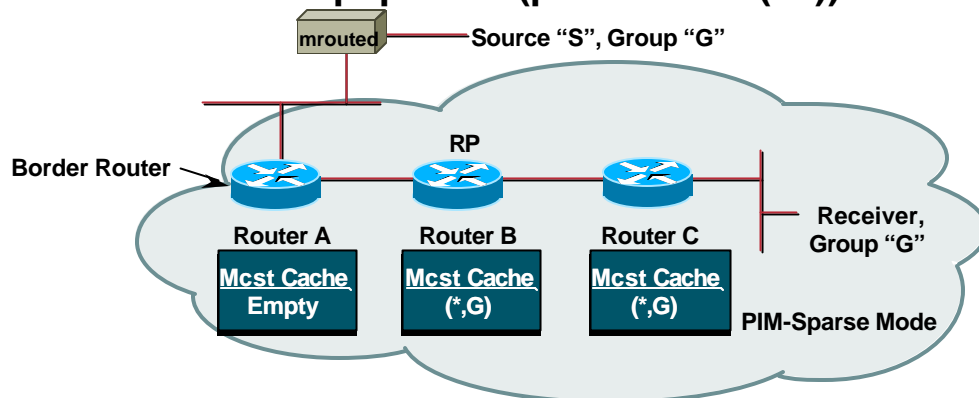 mrouted
Source “S”, Group “G”
Border Router
RP
Router A
Router B
Router C
Receiver,
Group “G”
Mcst Cache
Empty
Mcst Cache
(*,G)
Mcst Cache
(*,G)
PIM-Sparse Mode